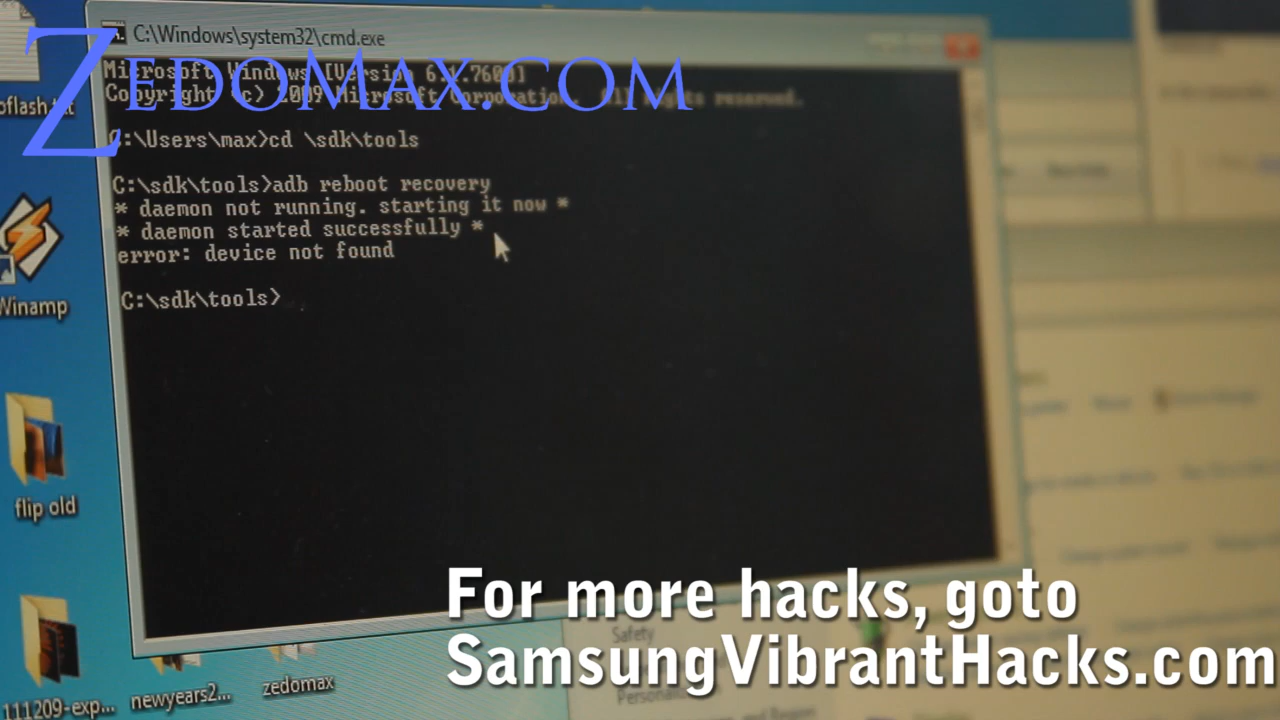 C:\Windows\system32\cmd.exe
ZEDOMAX.COM
Microsoft Windows [Version 6.1.7600]
Copyright (c) 2009 Microsoft Corporation. All rights reserved.
C:\Users\max>cd \sdk\tools
C:\sdk\tools>adb reboot recovery
* daemon not running. starting it now *
* daemon started successfully *
error: device not found
C:\sdk\tools>
Winamp
flip old
111209-exp...
newyears2...
zedomax
For more hacks, goto
SamsungVibrantHacks.com
Safety